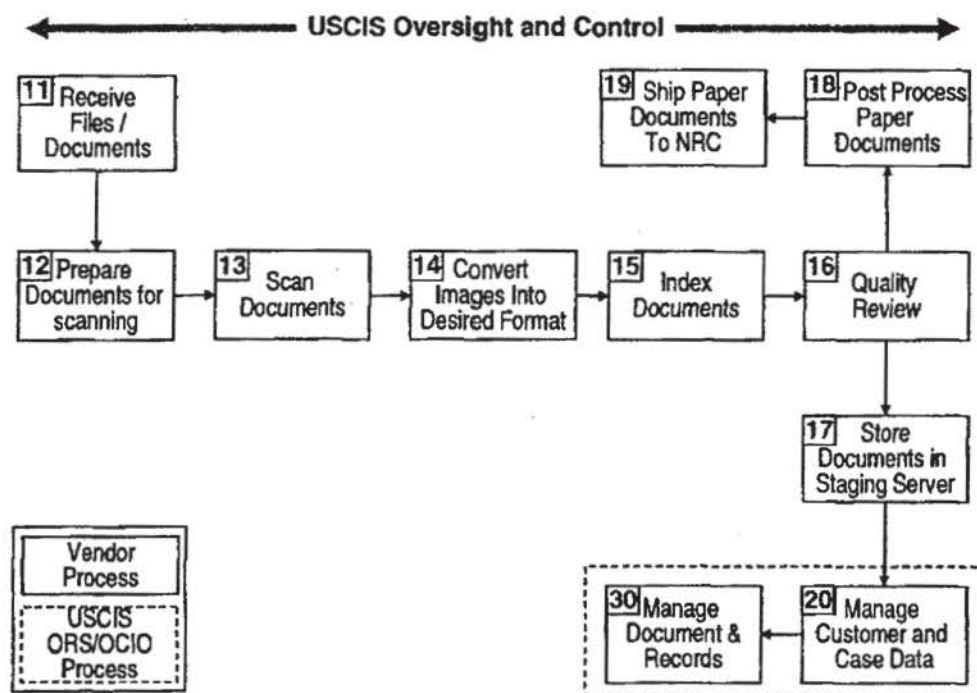 USCIS Oversight and Control
11 Receive
Files /
Documents
19 Ship Paper
Documents
To NRC
18 Post Process
Paper
Documents
12 Prepare
Documents for
scanning
13 Scan
Documents
14 Convert
Images Into
Desired Format
15 Index
Documents
16 Quality
Review
17 Store
Documents in
Staging Server
Vendor
Process
USCIS
ORS/OCIO
Process
30 Manage
Document &
Records
20 Manage
Customer and
Case Data